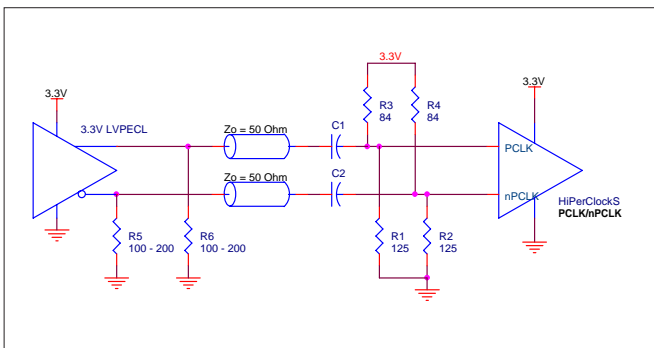 3.3V
3.3V
3.3V
3.3V LVPECL
R3
84
R4
84
Zo = 50 Ohm
C1
PCLK
Zo = 50 Ohm
C2
nPCLK
HiPerClockS
PCLK/nPCLK
R5
100 - 200
R6
100 - 200
R1
125
R2
125